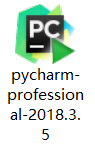 PC
pycharm-
profession
al-2018.3.
5